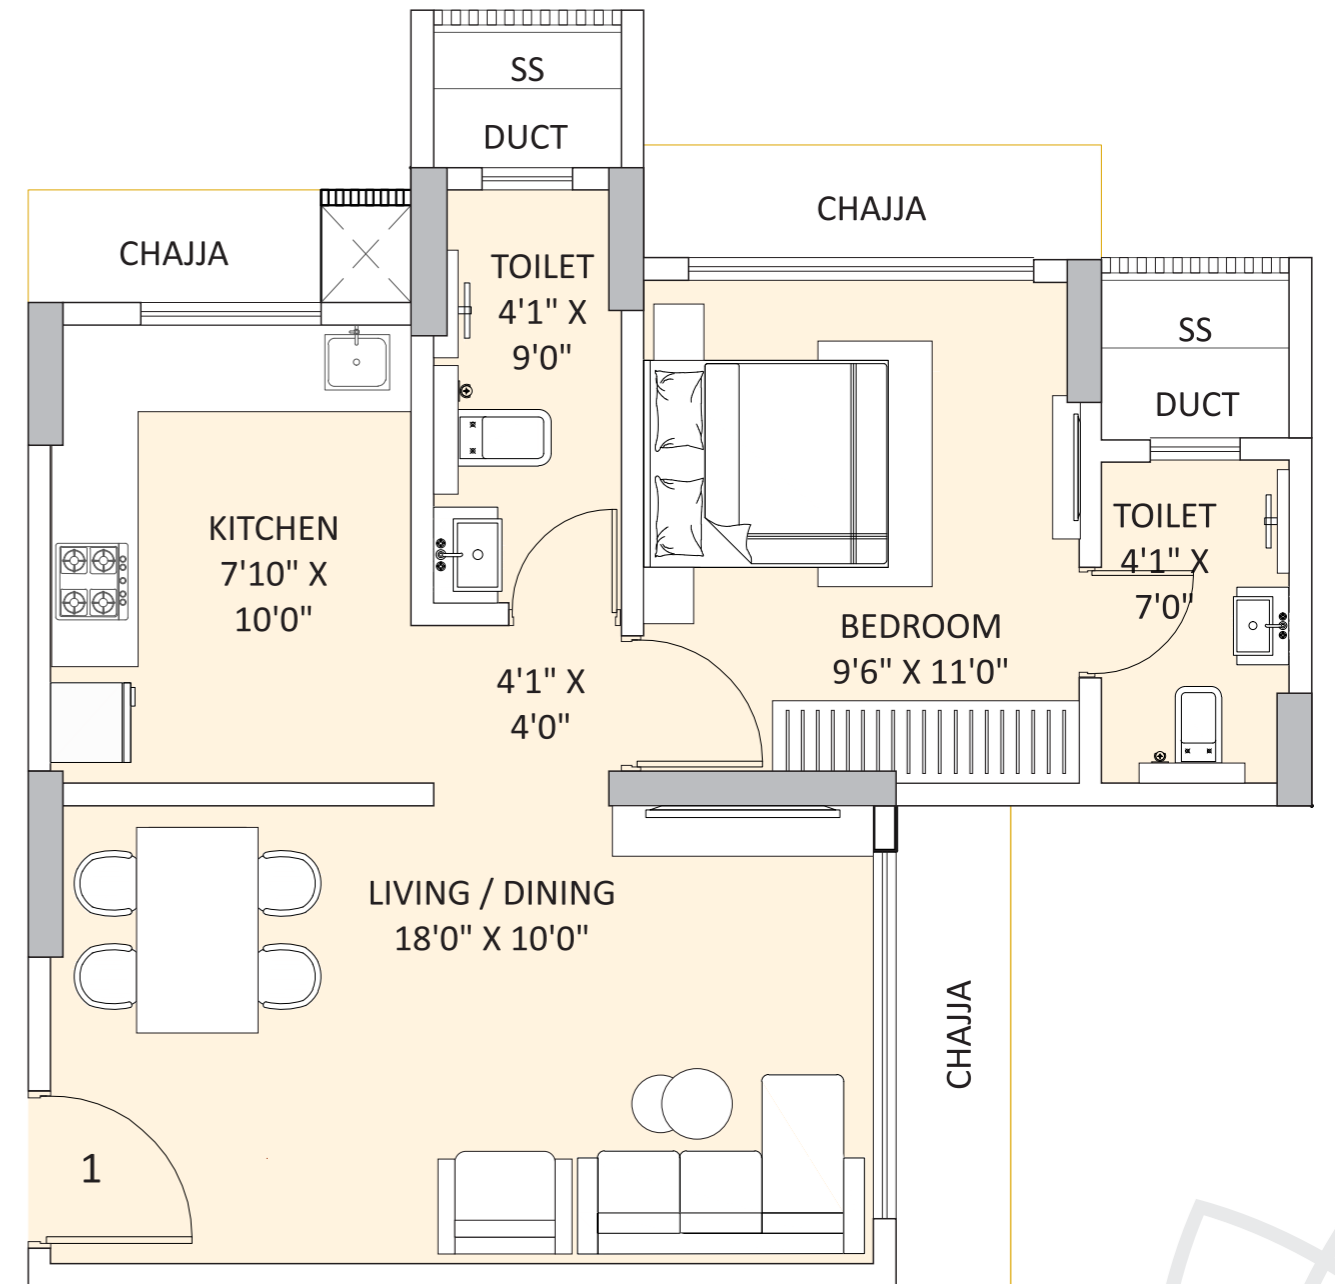 SS
DUCT
CHAJJA
CHAJJA
TOILET
4'1" X
9'0"
SS
DUCT
KITCHEN
7'10" X
10'0"
TOILET
4'1" X
7'0"
BEDROOM
9'6" X 11'0"
4'1" X
4'0"
LIVING / DINING
18'0" X 10'0"
CHAJJA
1